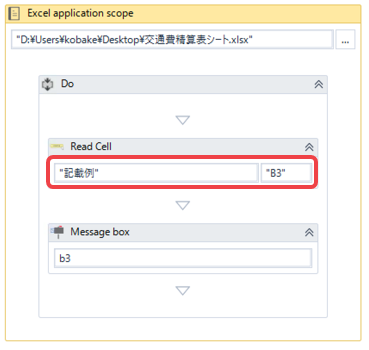 Excel application scope
"D:¥Users¥kobake¥Desktop¥交通費精算表シート.xlsx"
...
Do
Read Cell
"記載例"
"B3"
Message box
b3